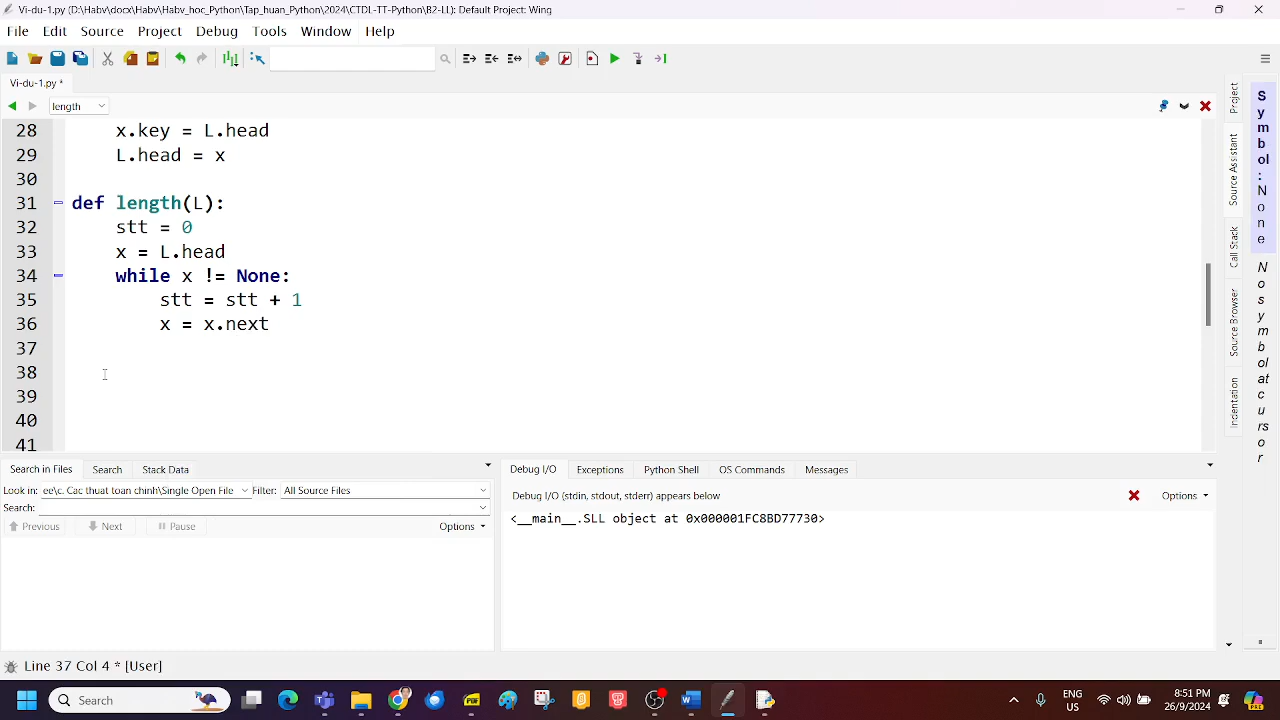 Vi-du-1.py (D:\Habv\docx\Habv\Habv_hoc_Python\Tap_huan_Python\2024\CTDL-TT-Python\B2-LL): Default Project: Wing
File Edit Source Project Debug Tools Window Help
Vi-du-1.py *
length
28 x.key = L.head
29 L.head = x
30
31 def length(L):
32 stt = 0
33 x = L.head
34 while x != None:
35 stt = stt + 1
36 x = x.next
37
38
39
40
41
Project
Source Assistant
Call Stack
Source Browser
Indentation
Symbol: None
No symbol at cursor
Search in Files Search Stack Data
Look in: ee\c. Cac thuat toan chinh\Single Open File Filter: All Source Files
Search:
Previous Next Pause Options
Debug I/O Exceptions Python Shell OS Commands Messages
Debug I/O (stdin, stdout, stderr) appears below Options
<__main__.SLL object at 0x000001FC8BD77730>
Line 37 Col 4 * [User]
Search
ENG
US
8:51 PM
26/9/2024